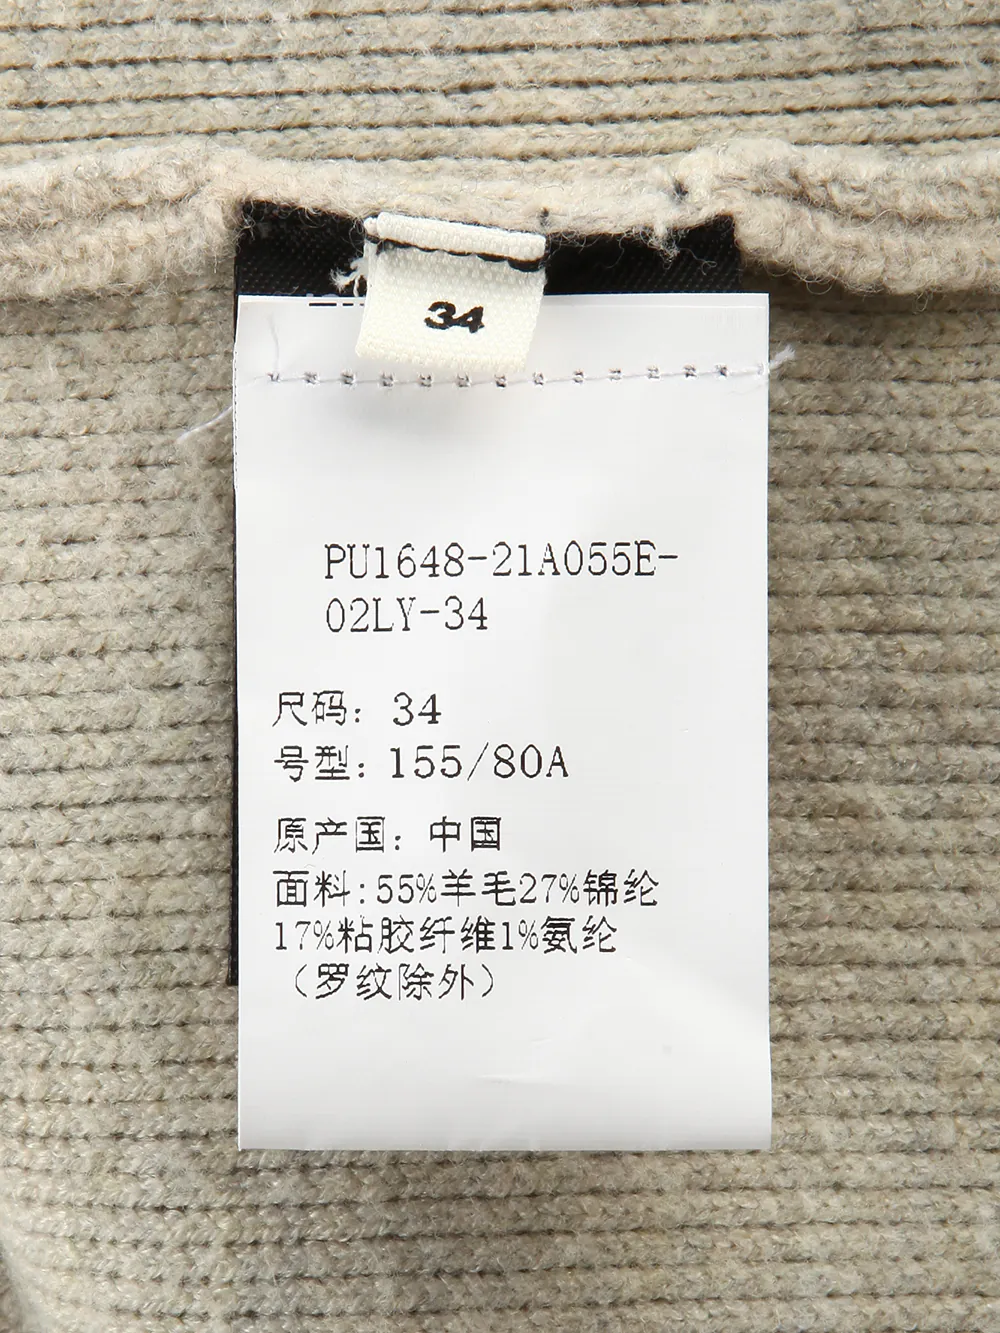 34
PU1648-21A055E-
02LY-34
尺码: 34
号型: 155/80A
原产国: 中国
面料:55%羊毛27%锦纶
17%粘胶纤维1%氨纶
（罗纹除外）